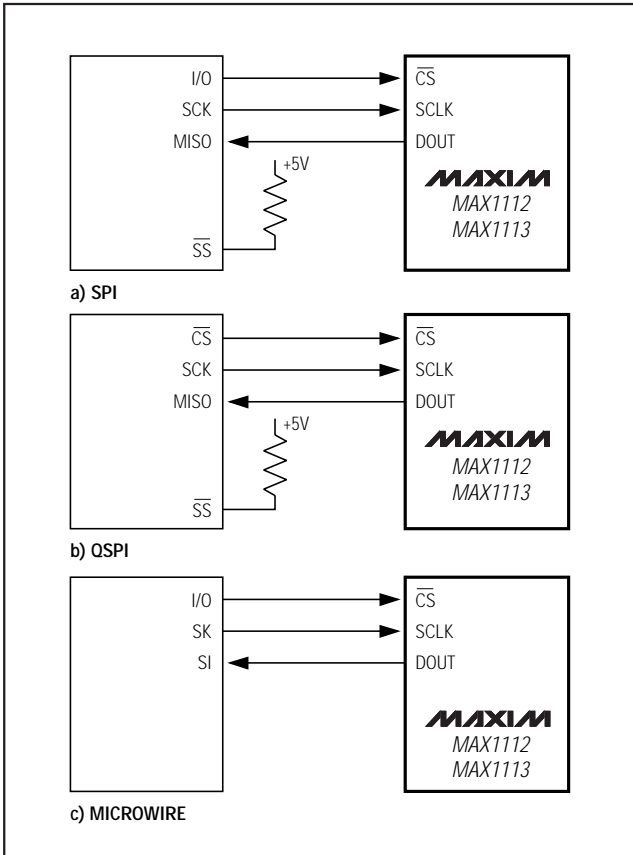 I/O CS
SCK SCLK
MISO DOUT
+5V
MAXIM
MAX1112
MAX1113
SS
a) SPI
CS CS
SCK SCLK
MISO DOUT
+5V
MAXIM
MAX1112
MAX1113
SS
b) QSPI
I/O CS
SK SCLK
SI DOUT
MAXIM
MAX1112
MAX1113
c) MICROWIRE